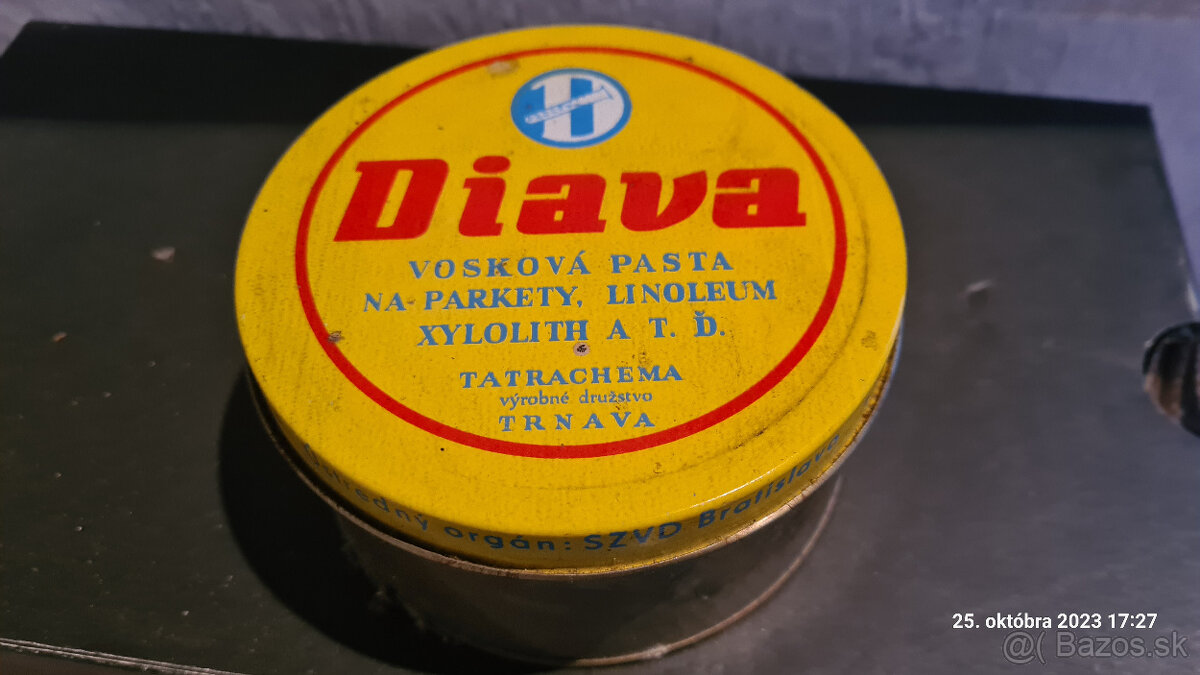 Diava
VOSKOVÁ PASTA
NA PARKETY, LINOLEUM
XYLOLITH A T. Ď.
TATRACHEMA
výrobné družstvo
TRNAVA
orgán: SZVD Bratislava
25. októbra 2023 17:27
@( Bazos.sk